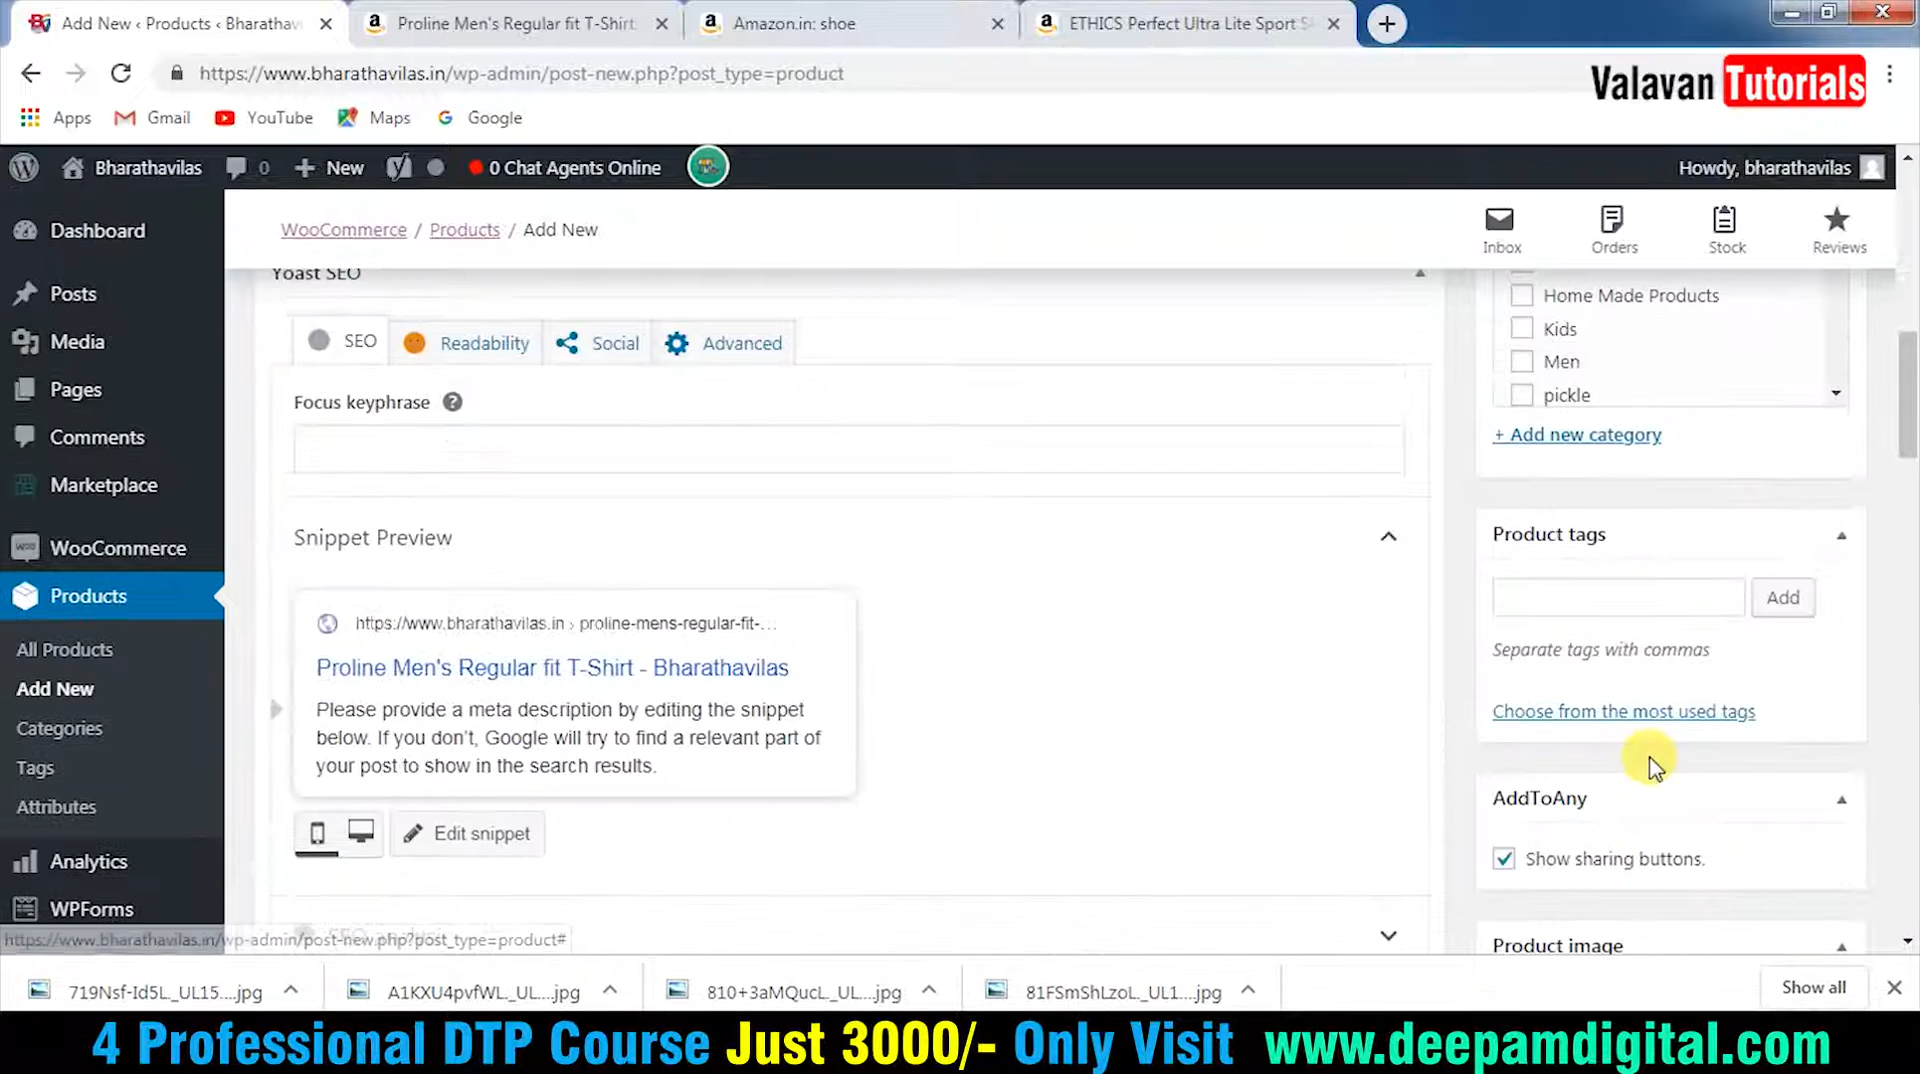 Add New ‹ Products ‹ Bharathavil
Proline Men's Regular fit T-Shirt
Amazon.in: shoe
ETHICS Perfect Ultra Lite Sport S
https://www.bharathavilas.in/wp-admin/post-new.php?post_type=product
Valavan Tutorials
Apps
Gmail
YouTube
Maps
Google
Bharathavilas
0
New
0 Chat Agents Online
Howdy, bharathavilas
Dashboard
Posts
Media
Pages
Comments
Marketplace
WooCommerce
Products
All Products
Add New
Categories
Tags
Attributes
Analytics
WPForms
WooCommerce / Products / Add New
Inbox
Orders
Stock
Reviews
Yoast SEO
SEO
Readability
Social
Advanced
Focus keyphrase
Snippet Preview
https://www.bharathavilas.in › proline-mens-regular-fit-...
Proline Men's Regular fit T-Shirt - Bharathavilas
Please provide a meta description by editing the snippet
below. If you don't, Google will try to find a relevant part of
your post to show in the search results.
Edit snippet
Home Made Products
Kids
Men
pickle
+ Add new category
Product tags
Add
Separate tags with commas
Choose from the most used tags
AddToAny
Show sharing buttons.
Product image
https://www.bharathavilas.in/wp-admin/post-new.php?post_type=product#
719Nsf-Id5L._UL15....jpg
A1KXU4pvfWL._UL...jpg
810+3aMQucL._UL...jpg
81FSmShLzoL._UL1....jpg
Show all
4 Professional DTP Course Just 3000/- Only Visit www.deepamdigital.com